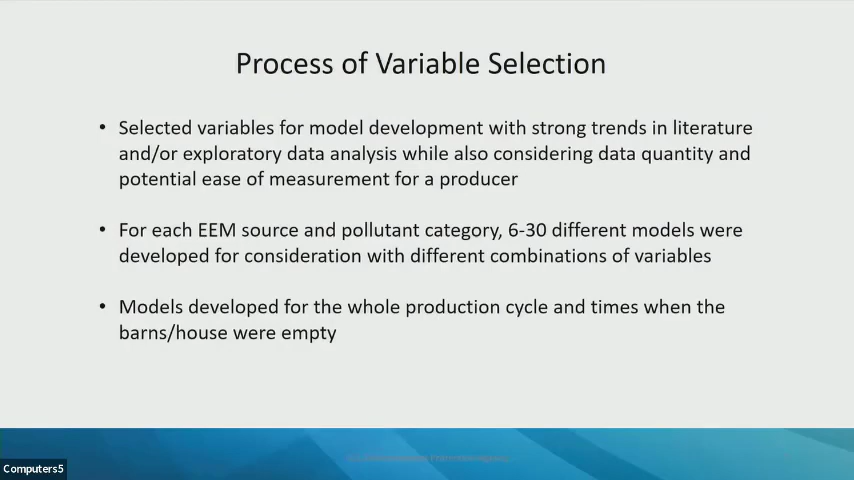 Process of Variable Selection
• Selected variables for model development with strong trends in literature
and/or exploratory data analysis while also considering data quantity and
potential ease of measurement for a producer
• For each EEM source and pollutant category, 6-30 different models were
developed for consideration with different combinations of variables
• Models developed for the whole production cycle and times when the
barns/house were empty
Computers5